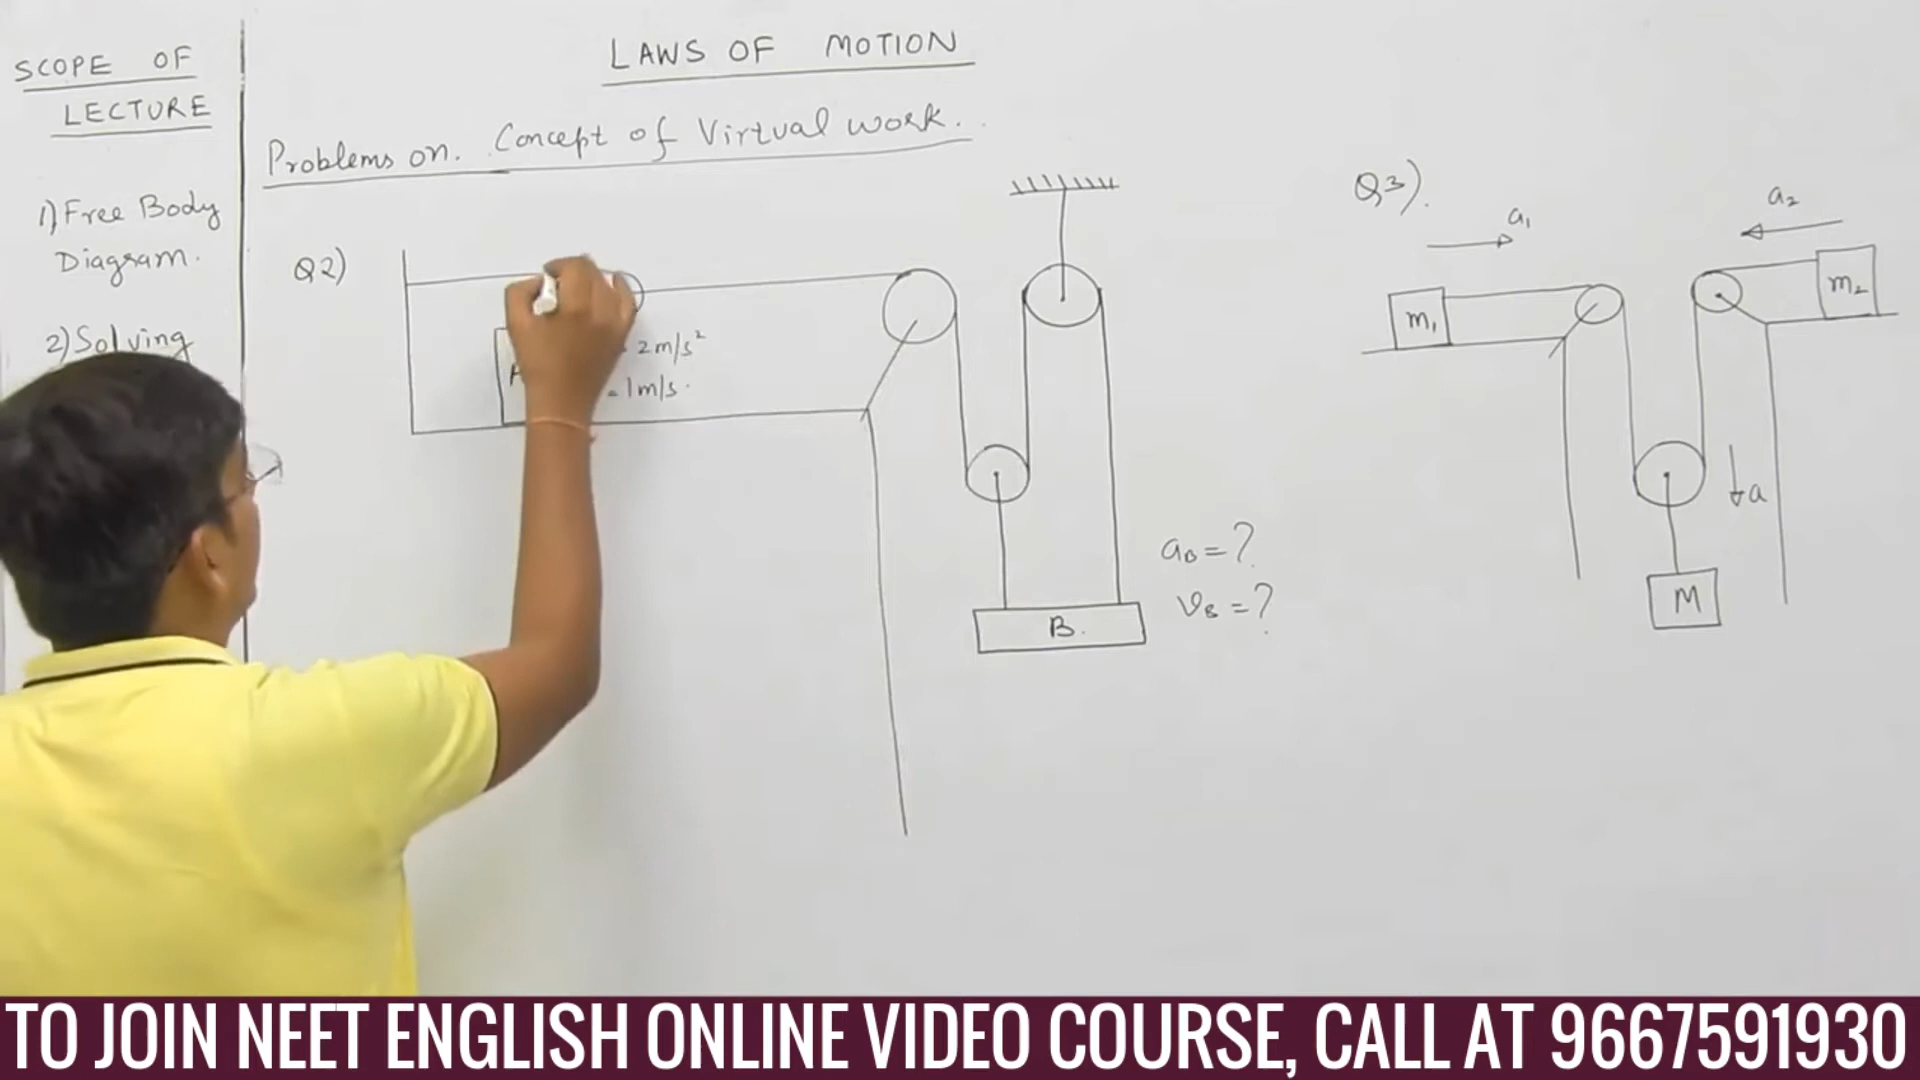 SCOPE OF
LECTURE
1) Free Body
Diagram.
2) Solving
LAWS OF MOTION
Problems on. Concept of Virtual work.
Q2)
2m/s²
= 1m/s.
B.
a_B = ?
v_B = ?
Q3).
a₁
a₂
m₁
m₂
a
M
TO JOIN NEET ENGLISH ONLINE VIDEO COURSE, CALL AT 9667591930